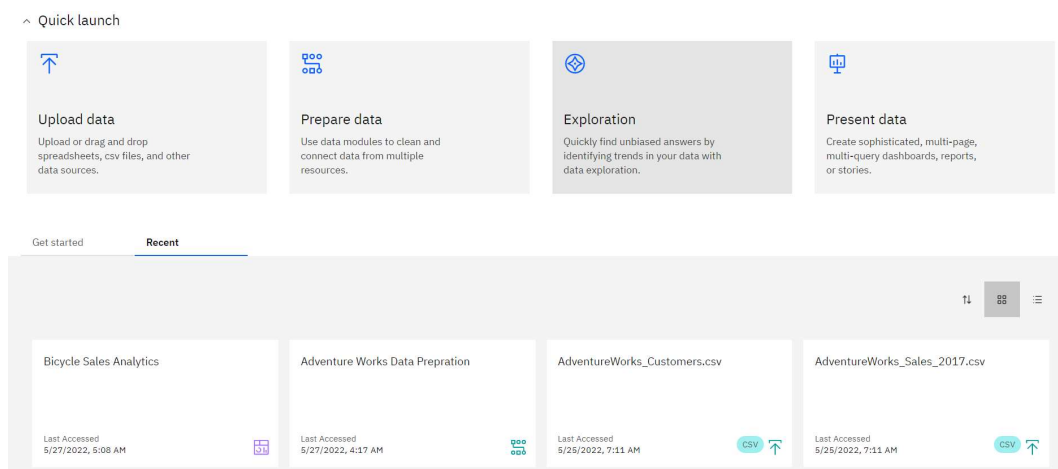 Quick launch
Upload data
Upload or drag and drop
spreadsheets, csv files, and other
data sources.
Prepare data
Use data modules to clean and
connect data from multiple
resources.
Exploration
Quickly find unbiased answers by
identifying trends in your data with
data exploration.
Present data
Create sophisticated, multi-page,
multi-query dashboards, reports,
or stories.
Get started
Recent
Bicycle Sales Analytics
Last Accessed
5/27/2022, 5:08 AM
Adventure Works Data Prepration
Last Accessed
5/27/2022, 4:17 AM
AdventureWorks_Customers.csv
Last Accessed
5/25/2022, 7:11 AM
CSV
AdventureWorks_Sales_2017.csv
Last Accessed
5/25/2022, 7:11 AM
CSV